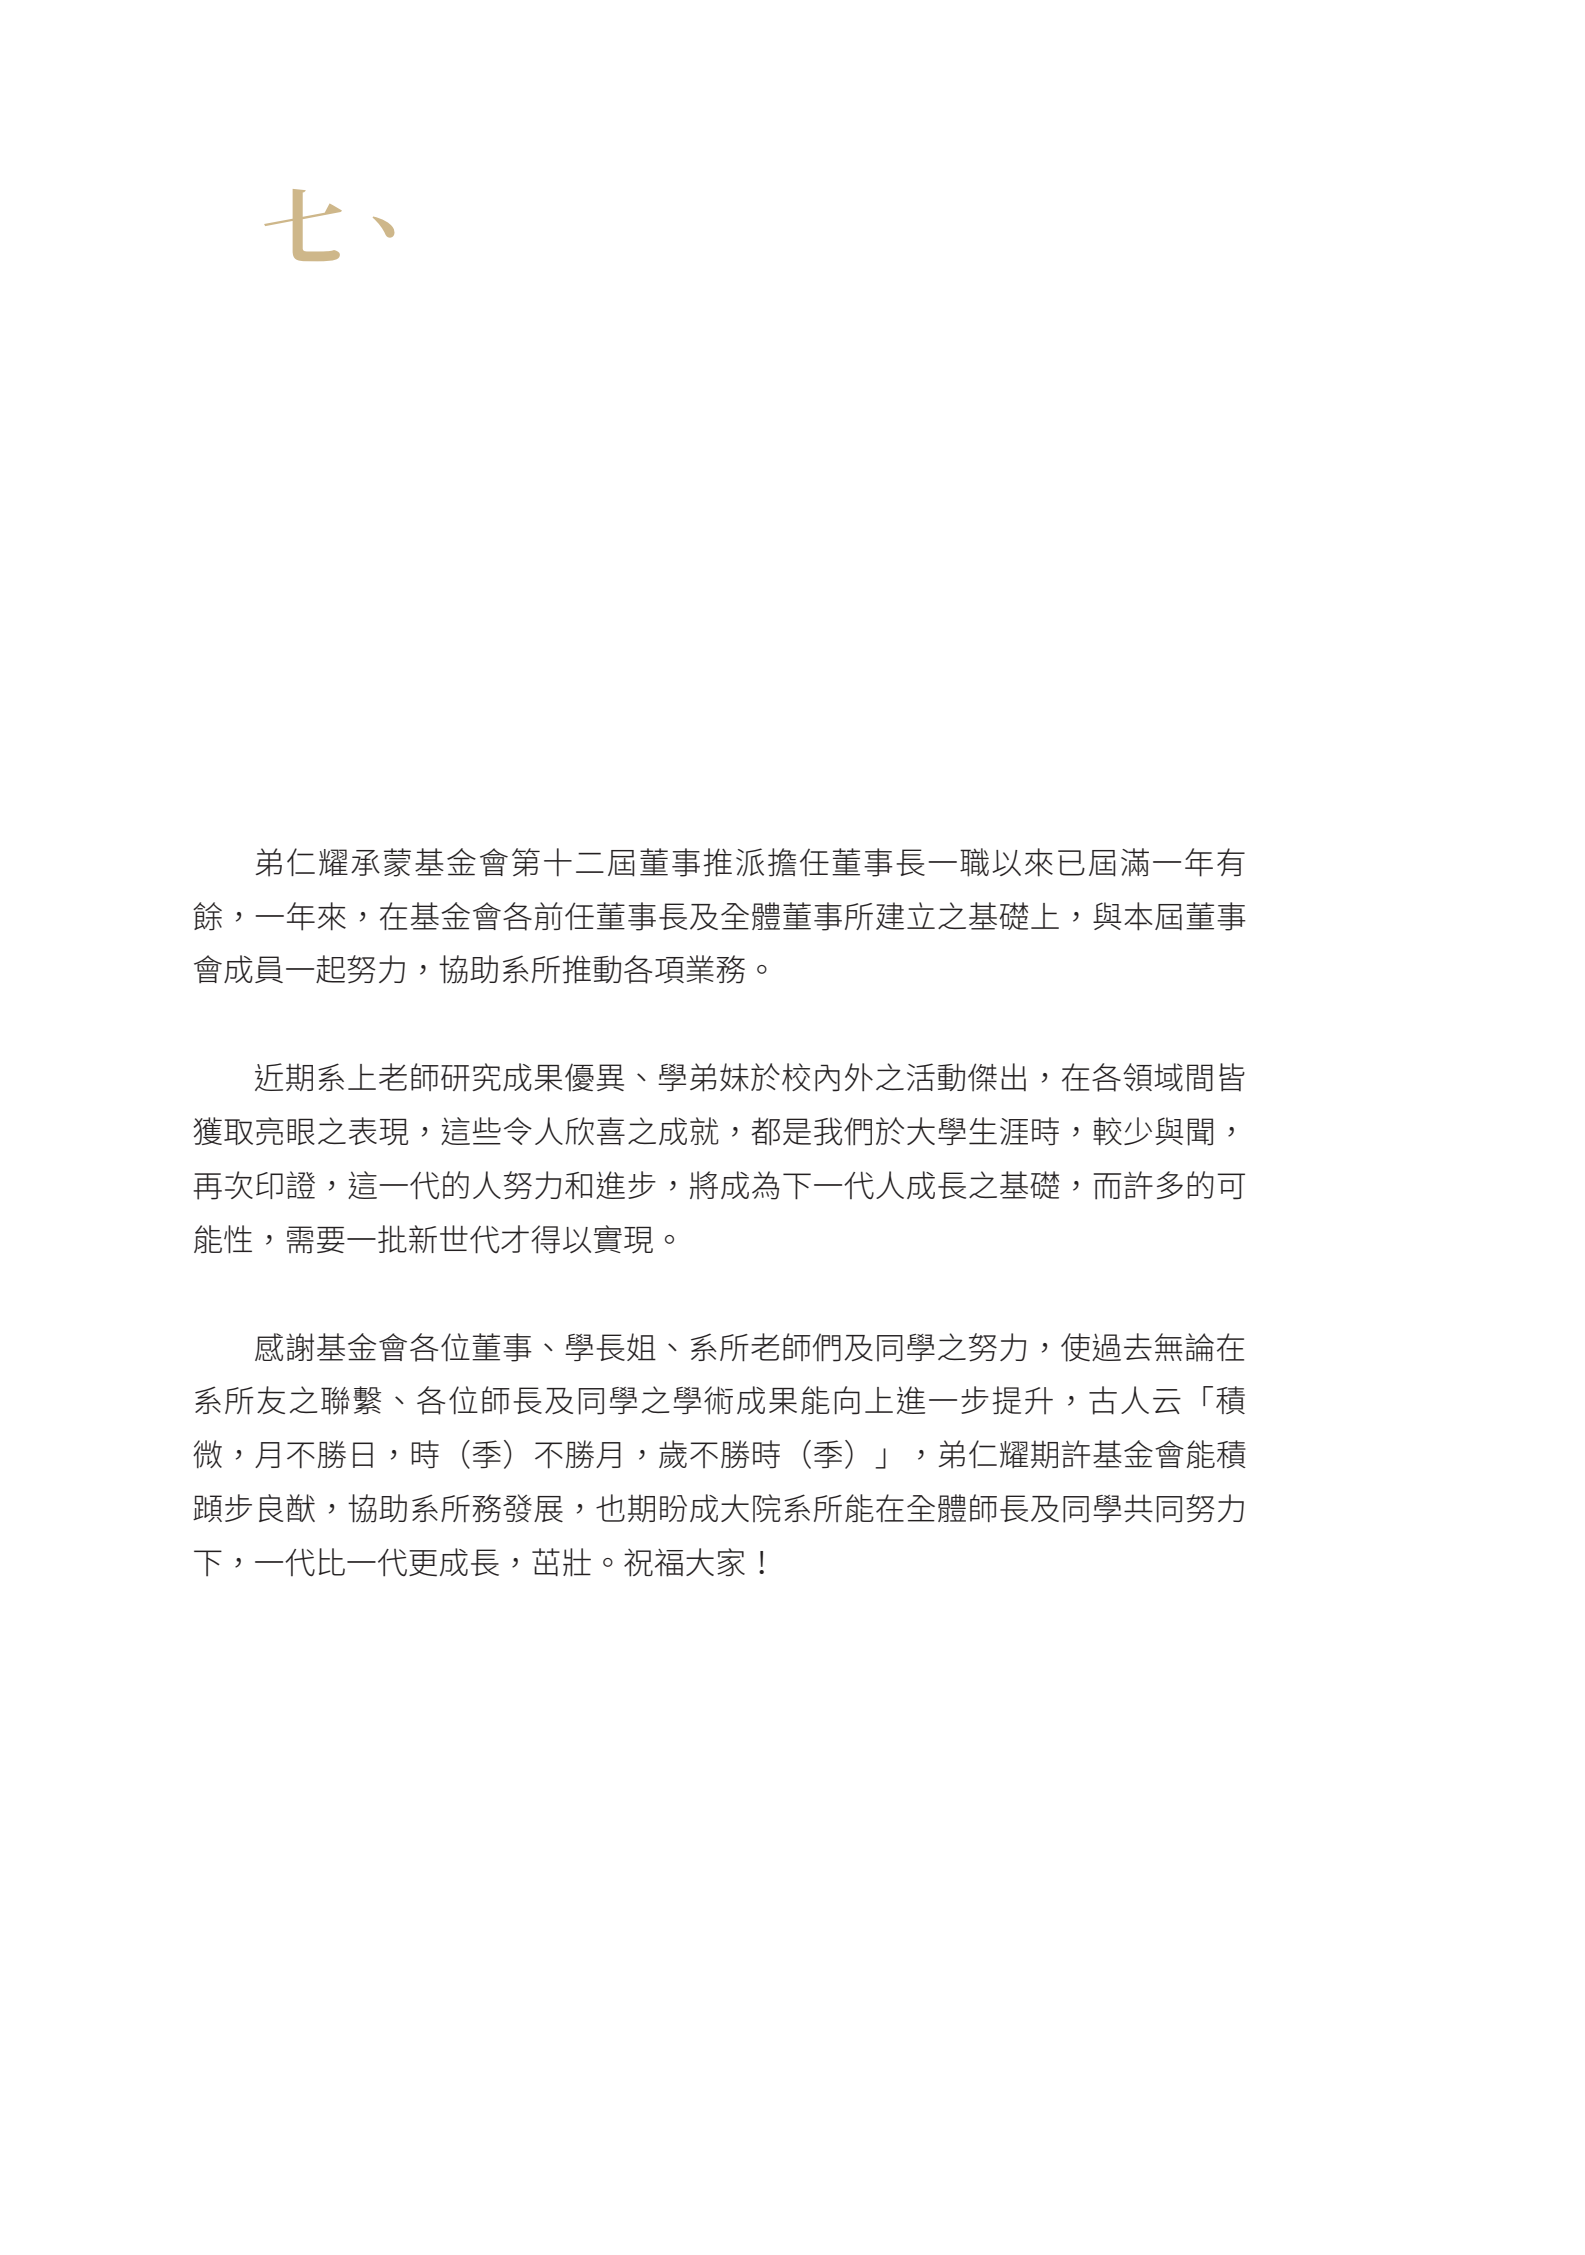 七、
弟仁耀承蒙基金會第十二屆董事推派擔任董事長一職以來已屆滿一年有
餘，一年來，在基金會各前任董事長及全體董事所建立之基礎上，與本屆董事
會成員一起努力，協助系所推動各項業務。
近期系上老師研究成果優異、學弟妹於校內外之活動傑出，在各領域間皆
獲取亮眼之表現，這些令人欣喜之成就，都是我們於大學生涯時，較少與聞，
再次印證，這一代的人努力和進步，將成為下一代人成長之基礎，而許多的可
能性，需要一批新世代才得以實現。
感謝基金會各位董事、學長姐、系所老師們及同學之努力，使過去無論在
系所友之聯繫、各位師長及同學之學術成果能向上進一步提升，古人云「積
微，月不勝日，時（季）不勝月，歲不勝時（季）」，弟仁耀期許基金會能積
蹞步良猷，協助系所務發展，也期盼成大院系所能在全體師長及同學共同努力
下，一代比一代更成長，茁壯。祝福大家！